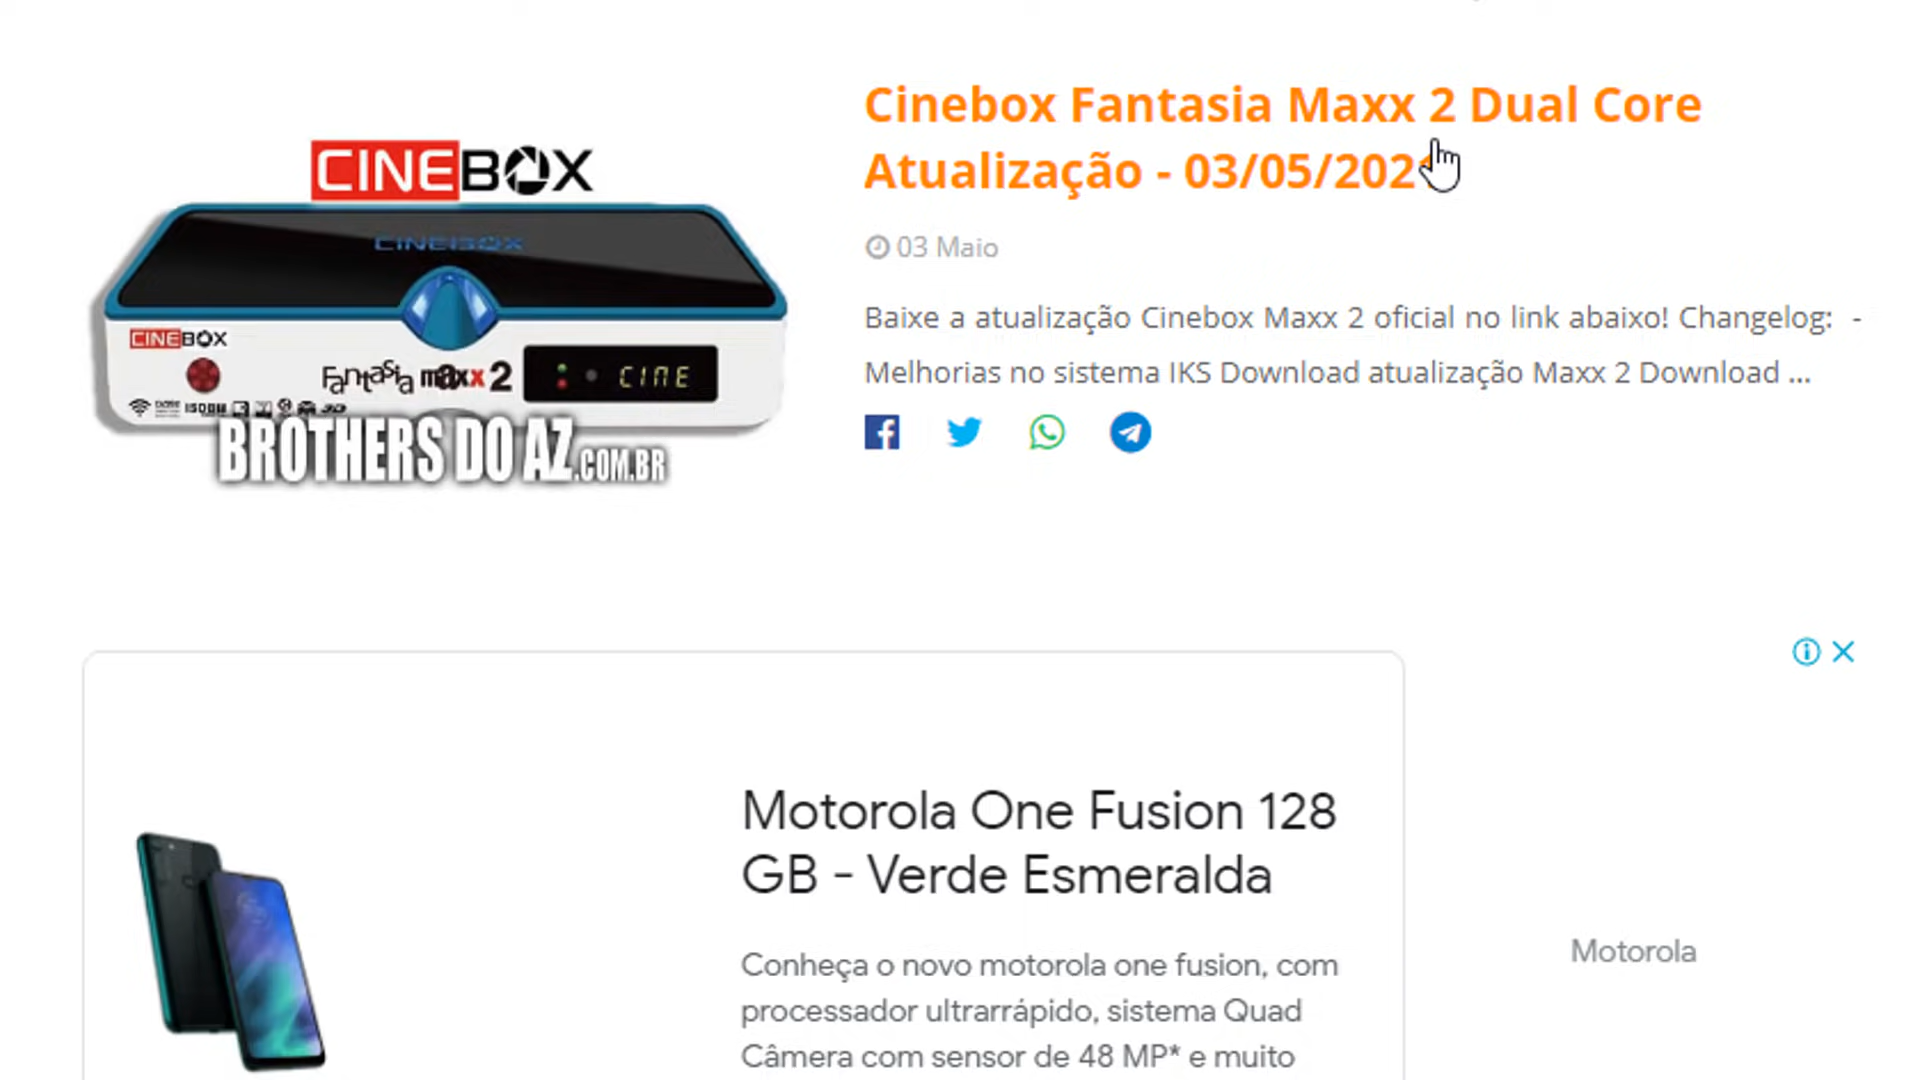 Cinebox Fantasia Maxx 2 Dual Core
Atualização - 03/05/202
03 Maio
Baixe a atualização Cinebox Maxx 2 oficial no link abaixo! Changelog: -
Melhorias no sistema IKS Download atualização Maxx 2 Download ...
CINEBOX
CINEBOX
CINEBOX
Fantasia maxx 2
CINE
BROTHERS DO AZ.COM.BR
Motorola One Fusion 128
GB - Verde Esmeralda
Conheça o novo motorola one fusion, com
processador ultrarrápido, sistema Quad
Câmera com sensor de 48 MP* e muito
Motorola